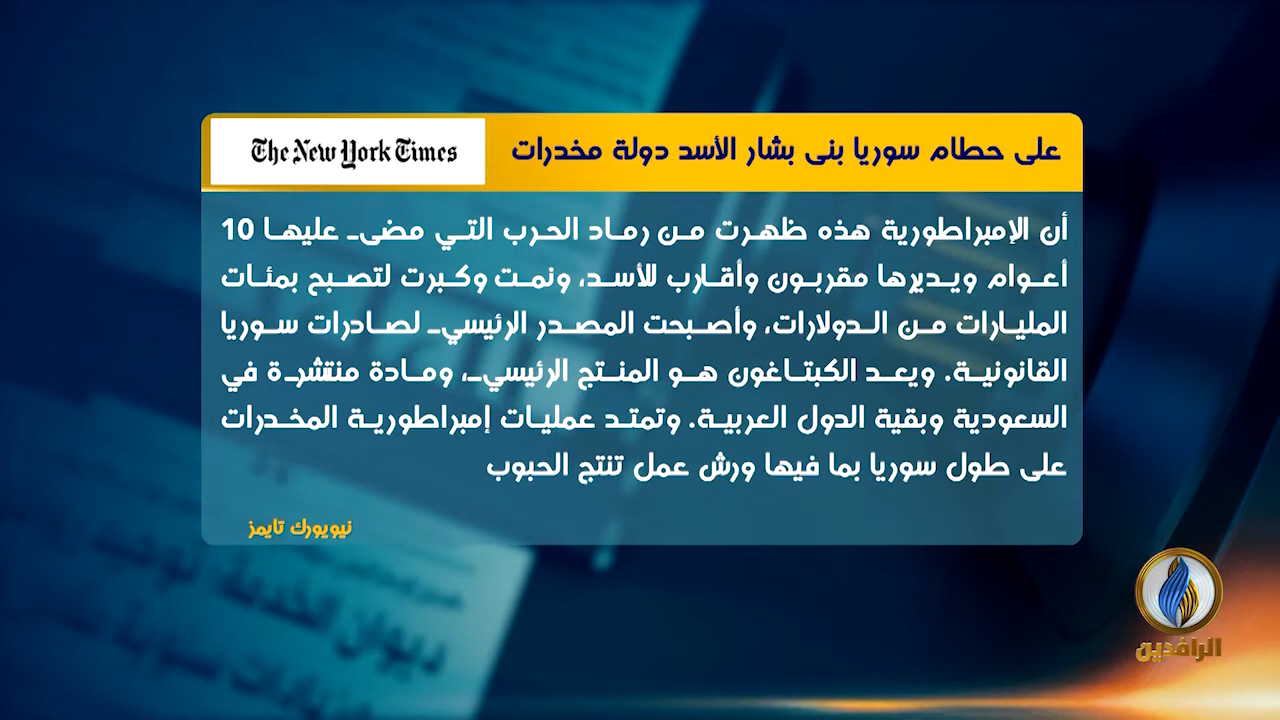 على حطام سوريا بنى بشار الأسد دولة مخدرات
The New York Times
أن الإمبراطورية هذه ظهرت من رماد الحرب التي مضى عليها 10
أعوام ويديرها مقربون وأقارب للأسد، ونمت وكبرت لتصبح بمئات
المليارات من الدولارات، وأصبحت المصدر الرئيسي لصادرات سوريا
القانونية. ويعد الكبتاغون هو المنتج الرئيسي، ومادة منتشرة في
السعودية وبقية الدول العربية. وتمتد عمليات إمبراطورية المخدرات
على طول سوريا بما فيها ورش عمل تنتج الحبوب
نيويورك تايمز
الرافدين
ديوان الخدمة: توحيد